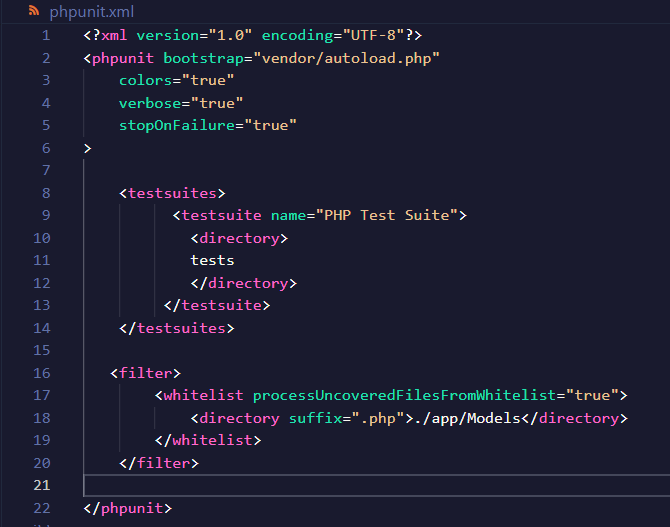 phpunit.xml
1 <?xml version="1.0" encoding="UTF-8"?>
2 <phpunit bootstrap="vendor/autoload.php"
3     colors="true"
4     verbose="true"
5     stopOnFailure="true"
6 >
7
8     <testsuites>
9           <testsuite name="PHP Test Suite">
10             <directory>
11             tests
12             </directory>
13          </testsuite>
14     </testsuites>
15
16    <filter>
17         <whitelist processUncoveredFilesFromWhitelist="true">
18             <directory suffix=".php">./app/Models</directory>
19         </whitelist>
20     </filter>
21
22 </phpunit>